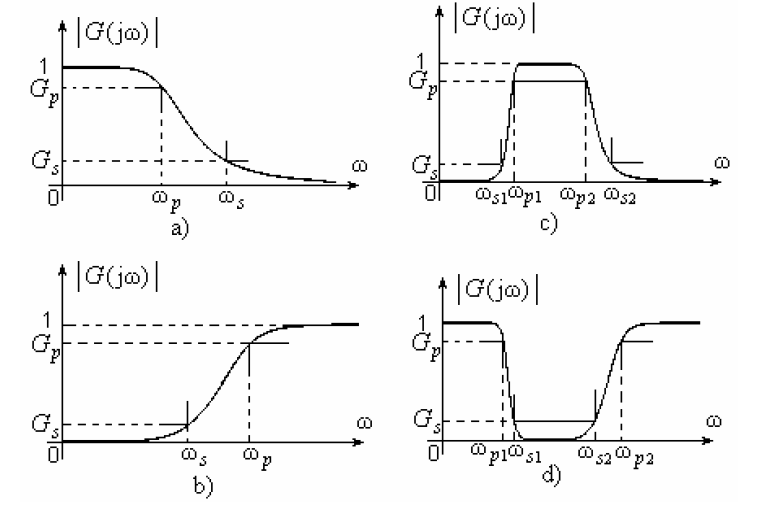 |G(jω)|
1
G_p
G_s
ω
0
ω_p ω_s
a)
|G(jω)|
1
G_p
G_s
ω
0
ω_s1 ω_p1 ω_p2 ω_s2
c)
|G(jω)|
1
G_p
G_s
ω
0
ω_s ω_p
b)
|G(jω)|
1
G_p
G_s
ω
0
ω_p1 ω_s1 ω_s2 ω_p2
d)